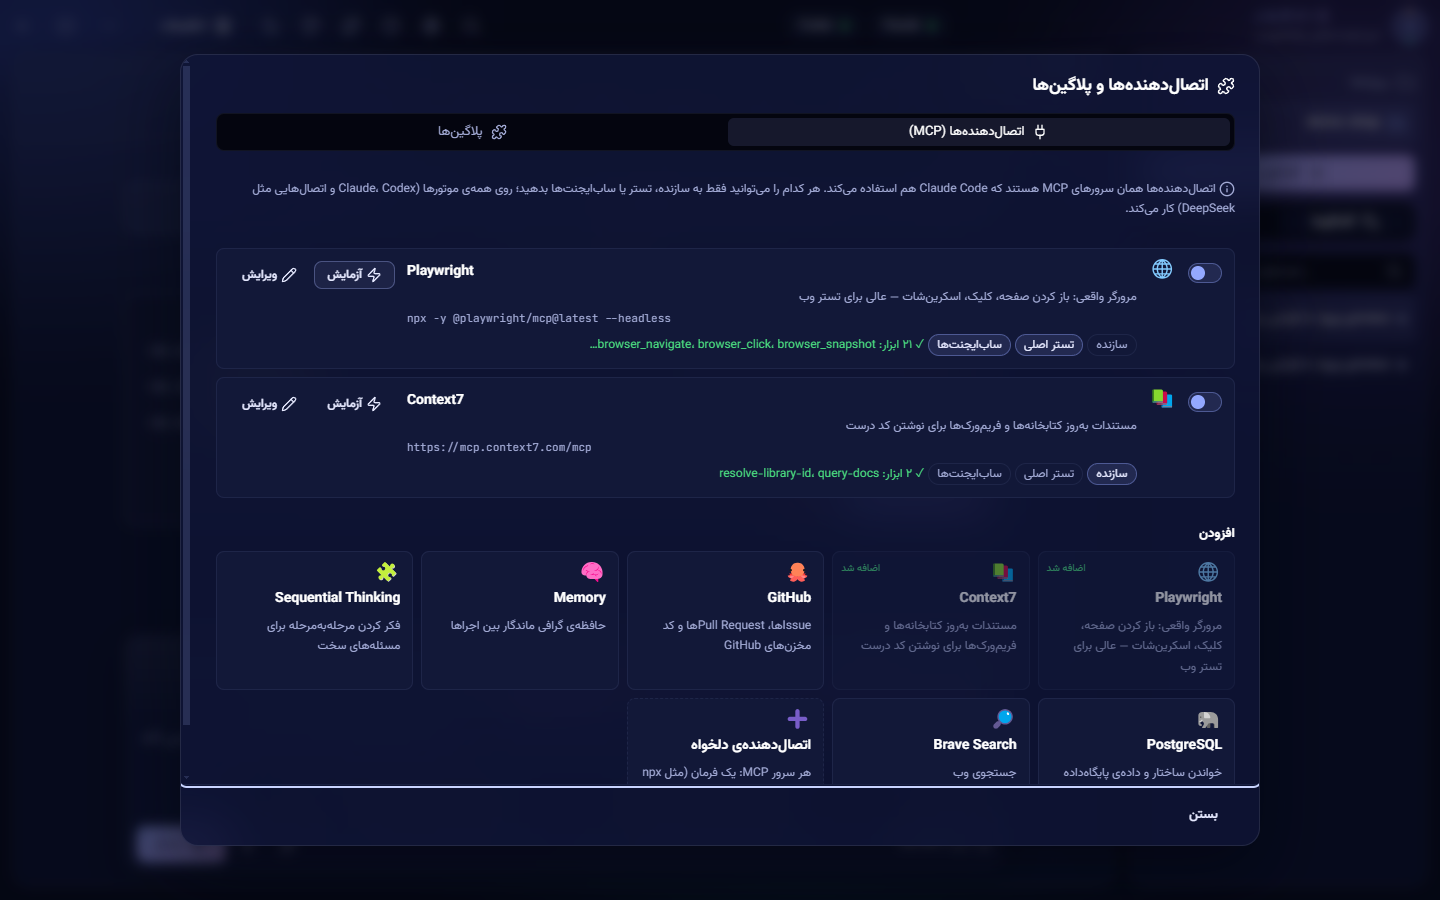 اتصال‌دهنده‌ها و پلاگین‌ها
اتصال‌دهنده‌ها (MCP)
پلاگین‌ها
اتصال‌دهنده‌ها همان سرورهای MCP هستند که Claude Code هم استفاده می‌کند. هر کدام را می‌توانید فقط به سازنده، تستر یا ساب‌ایجنت‌ها بدهید؛ روی همه‌ی موتورها (Claude، Codex و اتصال‌هایی مثل
DeepSeek) کار می‌کند.
Playwright
آزمایش
ویرایش
مرورگر واقعی: باز کردن صفحه، کلیک، اسکرین‌شات — عالی برای تستر وب
npx -y @playwright/mcp@latest --headless
سازنده
تستر اصلی
ساب‌ایجنت‌ها
✓ ۲۱ ابزار: browser_navigate، browser_click، browser_snapshot…
Context7
آزمایش
ویرایش
مستندات به‌روز کتابخانه‌ها و فریم‌ورک‌ها برای نوشتن کد درست
https://mcp.context7.com/mcp
سازنده
تستر اصلی
ساب‌ایجنت‌ها
✓ ۲ ابزار: resolve-library-id، query-docs
افزودن
اضافه شد
Playwright
مرورگر واقعی: باز کردن صفحه،
کلیک، اسکرین‌شات — عالی برای
تستر وب
اضافه شد
Context7
مستندات به‌روز کتابخانه‌ها و
فریم‌ورک‌ها برای نوشتن کد درست
GitHub
Issueها، Pull Requestها و کد
مخزن‌های GitHub
Memory
حافظه‌ی گرافی ماندگار بین اجراها
Sequential Thinking
فکر کردن مرحله‌به‌مرحله برای
مسئله‌های سخت
PostgreSQL
خواندن ساختار و داده‌ی پایگاه‌داده
Brave Search
جستجوی وب
اتصال‌دهنده‌ی دلخواه
هر سرور MCP: یک فرمان (مثل npx
بستن